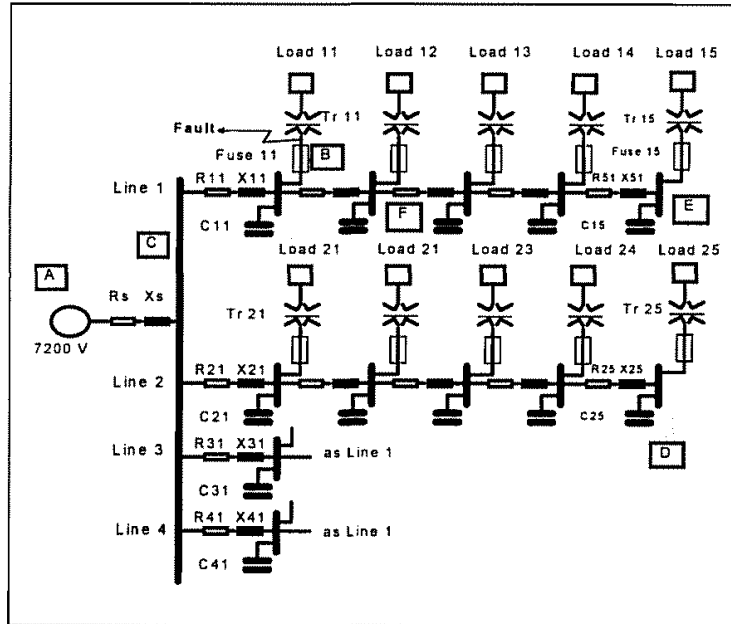 Load 11 Load 12 Load 13 Load 14 Load 15
Tr 11 Tr 15
Fault
Fuse 11 B Fuse 15
Line 1 R11 X11 R51 X51
F E
C11 C15
C
Load 21 Load 21 Load 23 Load 24 Load 25
A
Rs Xs Tr 21 Tr 25
7200 V
Line 2 R21 X21 R25 X25
C21 C25
Line 3 R31 X31 as Line 1 D
C31
Line 4 R41 X41 as Line 1
C41